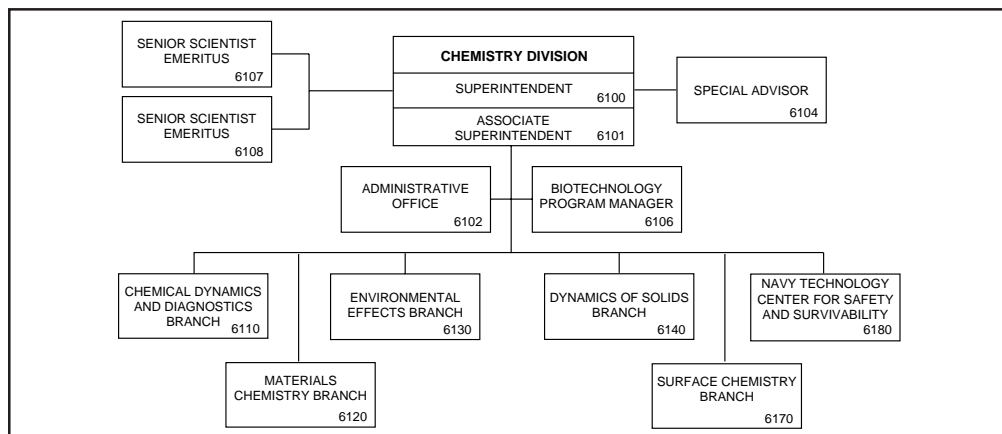 SENIOR SCIENTIST
EMERITUS
6107
SENIOR SCIENTIST
EMERITUS
6108
CHEMISTRY DIVISION
SUPERINTENDENT
6100
ASSOCIATE
SUPERINTENDENT
6101
SPECIAL ADVISOR
6104
ADMINISTRATIVE
OFFICE
6102
BIOTECHNOLOGY
PROGRAM MANAGER
6106
CHEMICAL DYNAMICS
AND DIAGNOSTICS
BRANCH
6110
MATERIALS
CHEMISTRY BRANCH
6120
ENVIRONMENTAL
EFFECTS BRANCH
6130
DYNAMICS OF SOLIDS
BRANCH
6140
SURFACE CHEMISTRY
BRANCH
6170
NAVY TECHNOLOGY
CENTER FOR SAFETY
AND SURVIVABILITY
6180